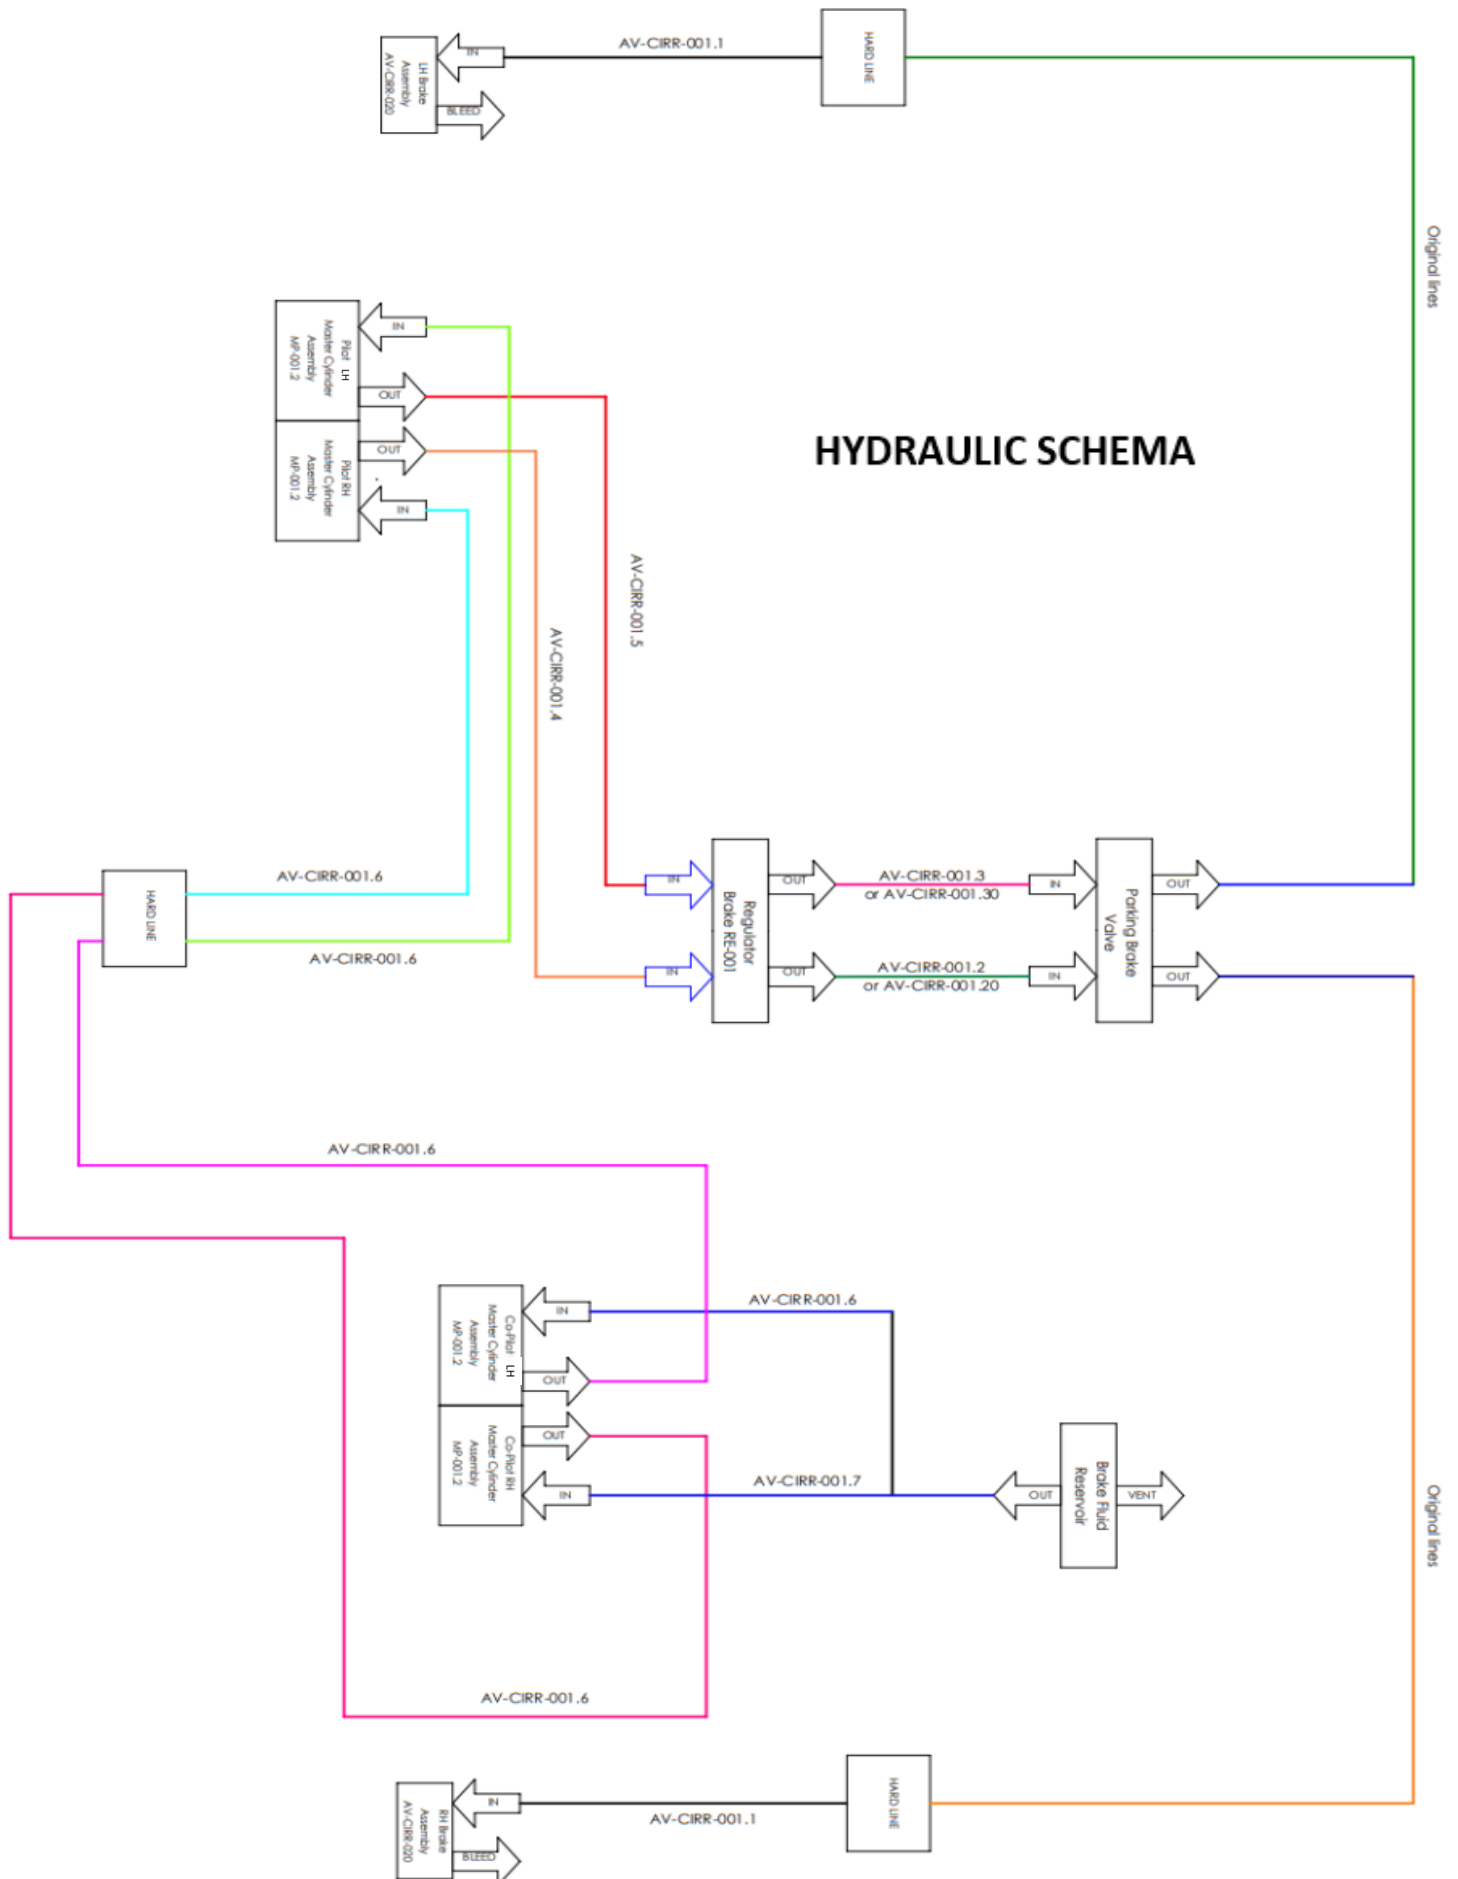 AV-CIRR-001.1
HARD LINE
IN
LH Brake
Assembly
AV-CIRR-020
BLEED
Original lines
Pilot LH
Master Cylinder
Assembly
MP-001.2
IN
OUT
Pilot RH
Master Cylinder
Assembly
MP-001.2
OUT
IN
HYDRAULIC SCHEMA
AV-CIRR-001.5
AV-CIRR-001.4
HARD LINE
AV-CIRR-001.6
AV-CIRR-001.6
IN
IN
Regulator
Brake RE-001
OUT
OUT
AV-CIRR-001.3
or AV-CIRR-001.30
AV-CIRR-001.2
or AV-CIRR-001.20
IN
IN
Parking Brake
Valve
OUT
OUT
AV-CIRR-001.6
Co-Pilot LH
Master Cylinder
Assembly
MP-001.2
IN
OUT
AV-CIRR-001.6
Co-Pilot RH
Master Cylinder
Assembly
MP-001.2
OUT
IN
AV-CIRR-001.7
OUT
Brake Fluid
Reservoir
VENT
Original lines
AV-CIRR-001.6
HARD LINE
AV-CIRR-001.1
IN
RH Brake
Assembly
AV-CIRR-020
BLEED